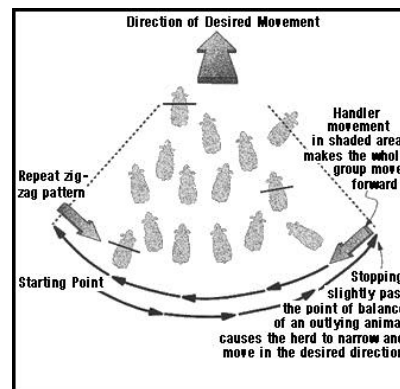 Direction of Desired Movement
Handler
movement
in shaded area
makes the whol
group move
forward
Repeat zig-
zag pattern
Starting Point
Stopping
slightly pas
the point of balance
of an outlying anima
causes the herd to narrow and
move in the desired direction